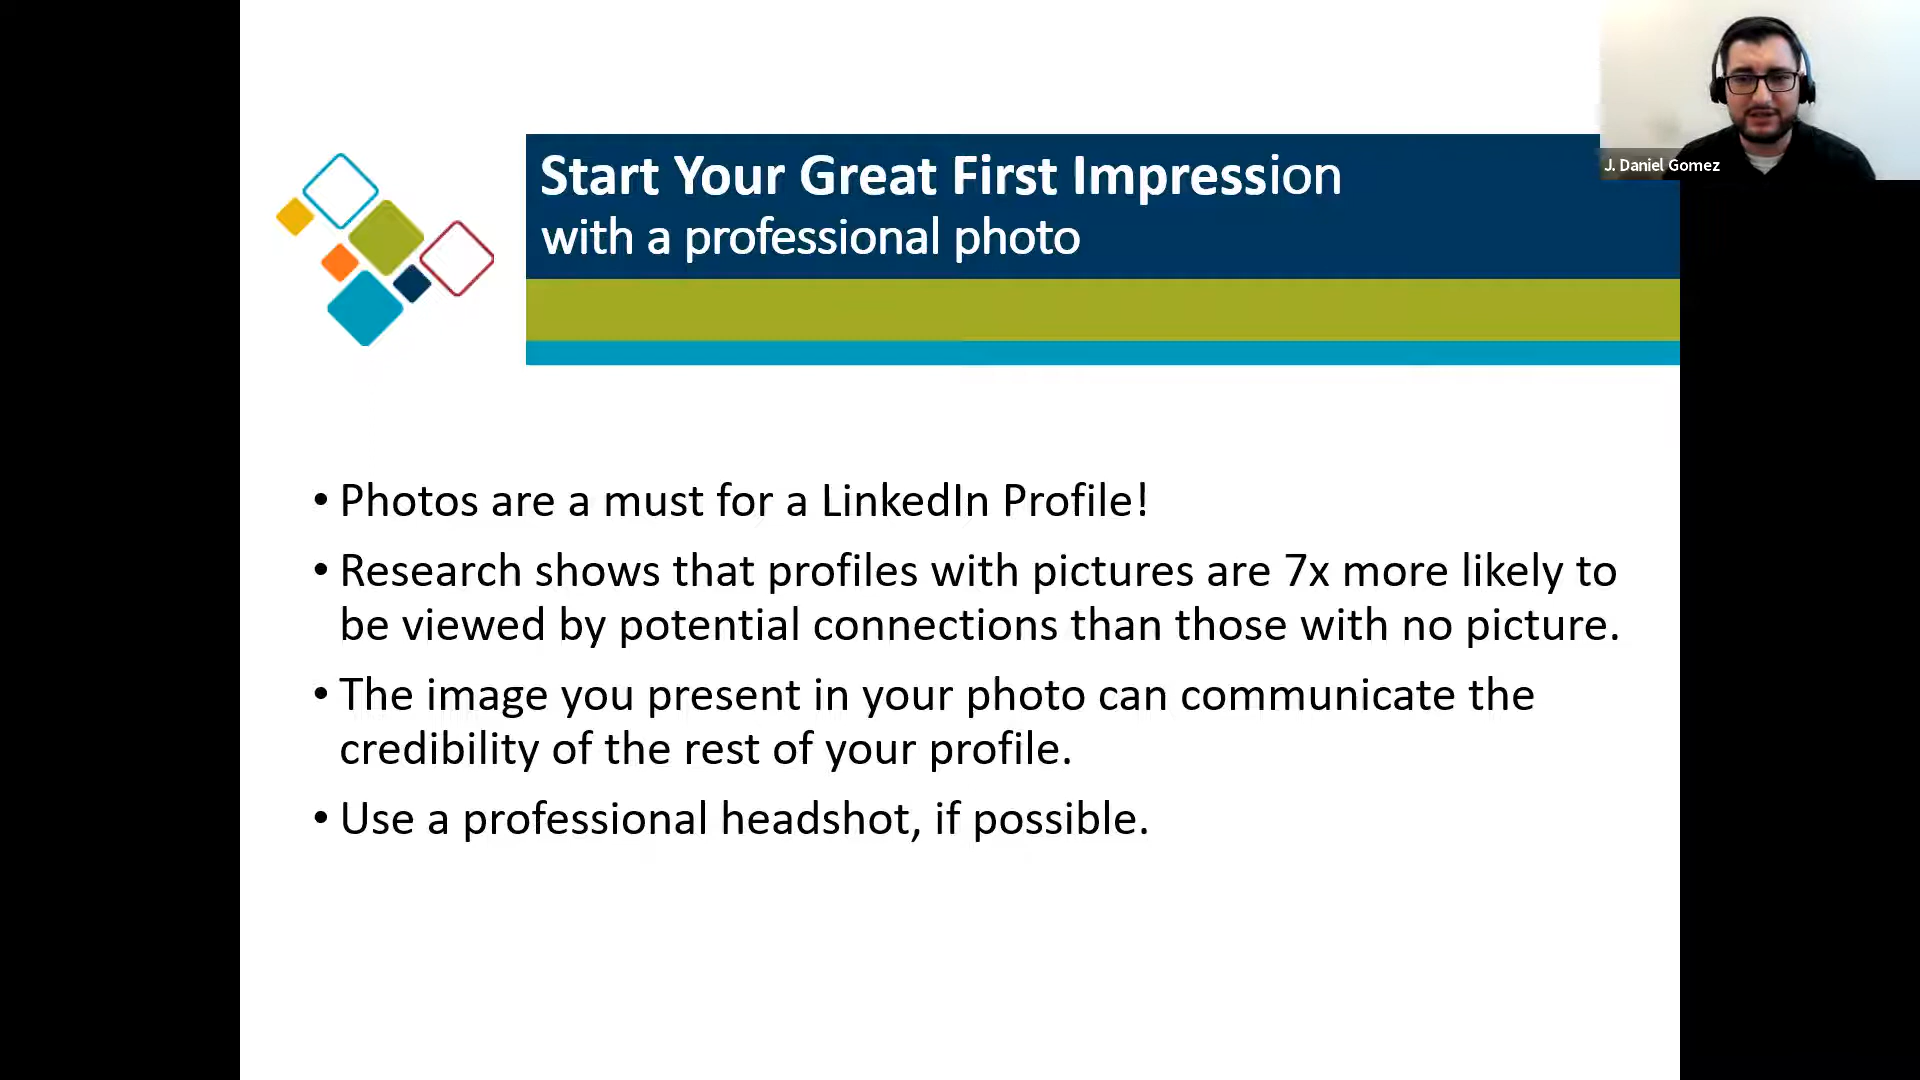 Start Your Great First Impression
with a professional photo
J. Daniel Gomez
• Photos are a must for a LinkedIn Profile!
• Research shows that profiles with pictures are 7x more likely to
be viewed by potential connections than those with no picture.
• The image you present in your photo can communicate the
credibility of the rest of your profile.
• Use a professional headshot, if possible.